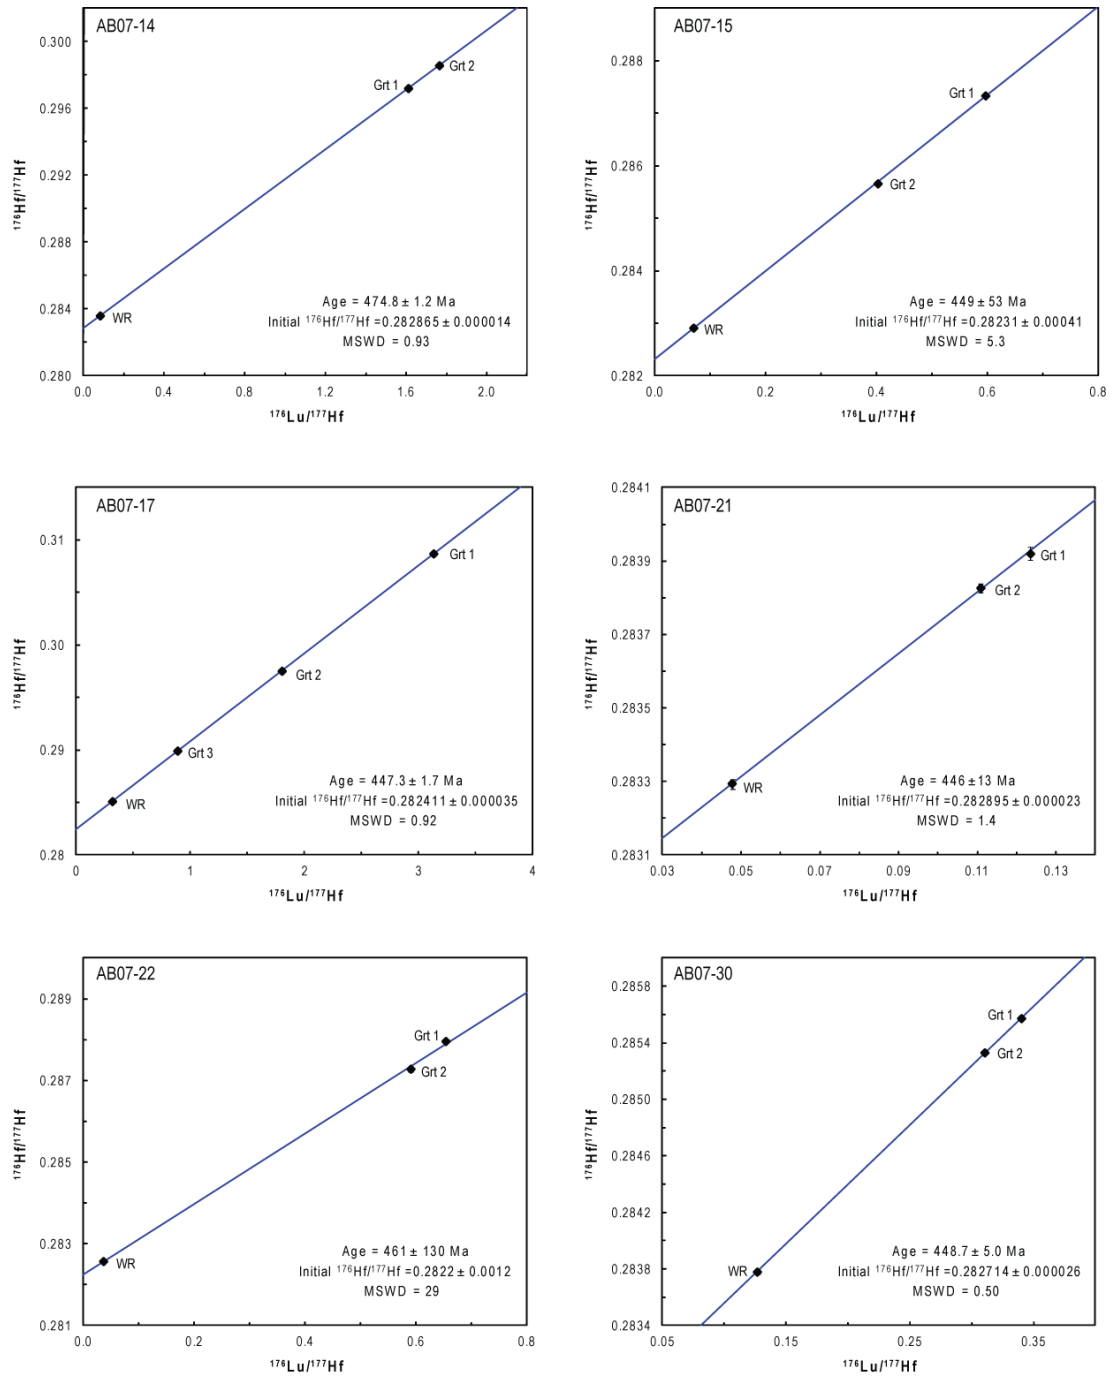 AB07-14
0.300
0.296
0.292
0.288
0.284
0.280
¹⁷⁶Hf/¹⁷⁷Hf
Grt 1
Grt 2
WR
Age = 474.8 ± 1.2 Ma
Initial ¹⁷⁶Hf/¹⁷⁷Hf =0.282865 ± 0.000014
MSWD = 0.93
0.0 0.4 0.8 1.2 1.6 2.0
¹⁷⁶Lu/¹⁷⁷Hf
AB07-15
0.288
0.286
0.284
0.282
¹⁷⁶Hf/¹⁷⁷Hf
Grt 1
Grt 2
WR
Age = 449 ± 53 Ma
Initial ¹⁷⁶Hf/¹⁷⁷Hf =0.28231 ± 0.00041
MSWD = 5.3
0.0 0.2 0.4 0.6 0.8
¹⁷⁶Lu/¹⁷⁷Hf
AB07-17
0.31
0.30
0.29
0.28
¹⁷⁶Hf/¹⁷⁷Hf
Grt 1
Grt 2
Grt 3
WR
Age = 447.3 ± 1.7 Ma
Initial ¹⁷⁶Hf/¹⁷⁷Hf =0.282411 ± 0.000035
MSWD = 0.92
0 1 2 3 4
¹⁷⁶Lu/¹⁷⁷Hf
AB07-21
0.2841
0.2839
0.2837
0.2835
0.2833
0.2831
¹⁷⁶Hf/¹⁷⁷Hf
Grt 1
Grt 2
WR
Age = 446 ± 13 Ma
Initial ¹⁷⁶Hf/¹⁷⁷Hf =0.282895 ± 0.000023
MSWD = 1.4
0.03 0.05 0.07 0.09 0.11 0.13
¹⁷⁶Lu/¹⁷⁷Hf
AB07-22
0.289
0.287
0.285
0.283
0.281
¹⁷⁶Hf/¹⁷⁷Hf
Grt 1
Grt 2
WR
Age = 461 ± 130 Ma
Initial ¹⁷⁶Hf/¹⁷⁷Hf =0.2822 ± 0.0012
MSWD = 29
0.0 0.2 0.4 0.6 0.8
¹⁷⁶Lu/¹⁷⁷Hf
AB07-30
0.2858
0.2854
0.2850
0.2846
0.2842
0.2838
0.2834
¹⁷⁶Hf/¹⁷⁷Hf
Grt 1
Grt 2
WR
Age = 448.7 ± 5.0 Ma
Initial ¹⁷⁶Hf/¹⁷⁷Hf =0.282714 ± 0.000026
MSWD = 0.50
0.05 0.15 0.25 0.35
¹⁷⁶Lu/¹⁷⁷Hf